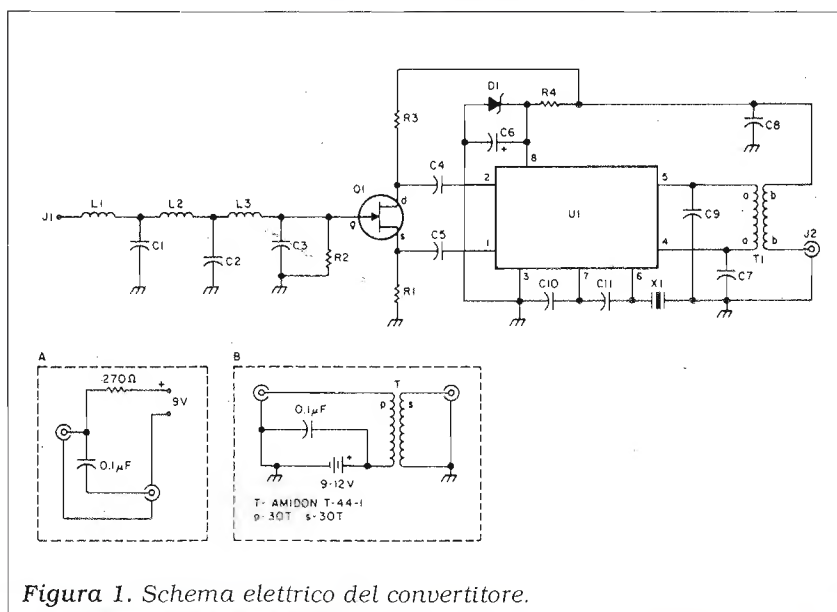 D1
R4
R3
C6
+
C8
8
C4
Q1
2
5
L1
L2
L3
d
a
b
J1
U1
C9
J2
g
C5
s
1
4
a
b
C1
C3
R2
T1
C2
R1
3
C10
7
C11
6
X1
C7
A
B
270Ω
+
9V
0.1µF
T
p
s
0.1µF
+
9-12V
T- AMIDON T-44-1
p-30T s-30T
Figura 1. Schema elettrico del convertitore.